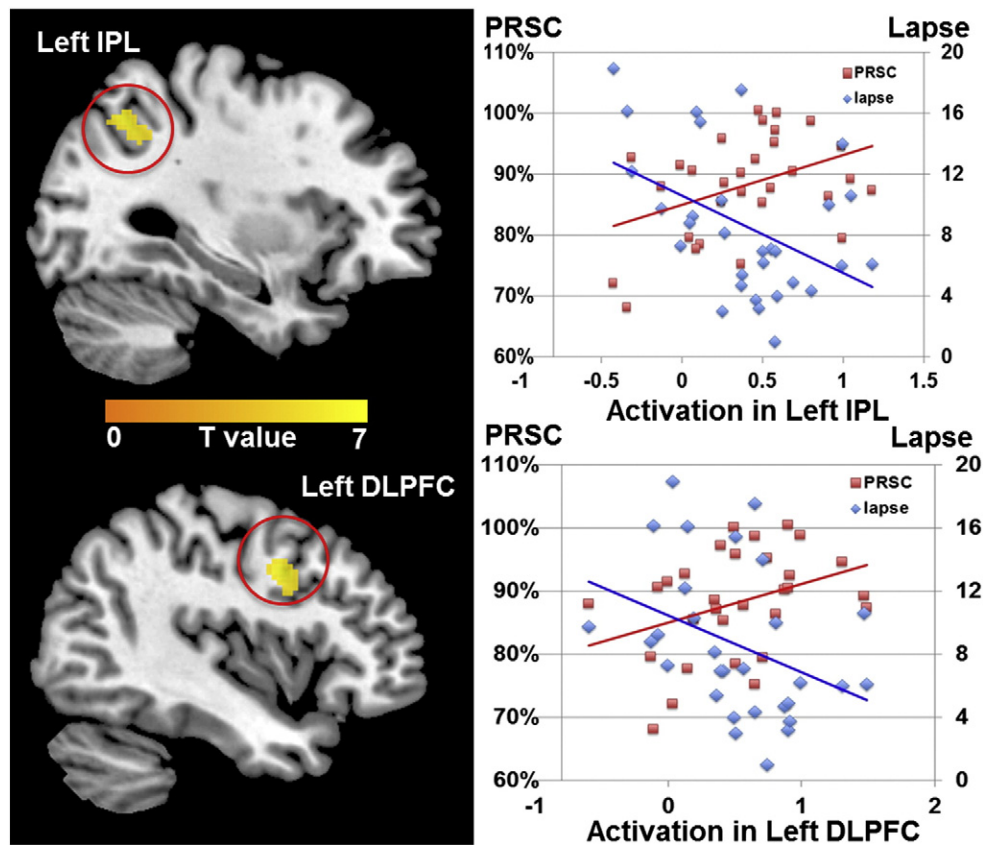 Left IPL
0 T value 7
Left DLPFC
PRSC Lapse
110% 20
100% 16
90% 12
80% 8
70% 4
60% 0
PRSC
lapse
-1 -0.5 0 0.5 1 1.5
Activation in Left IPL
PRSC Lapse
110% 20
100% 16
90% 12
80% 8
70% 4
60% 0
PRSC
lapse
-1 0 1 2
Activation in Left DLPFC